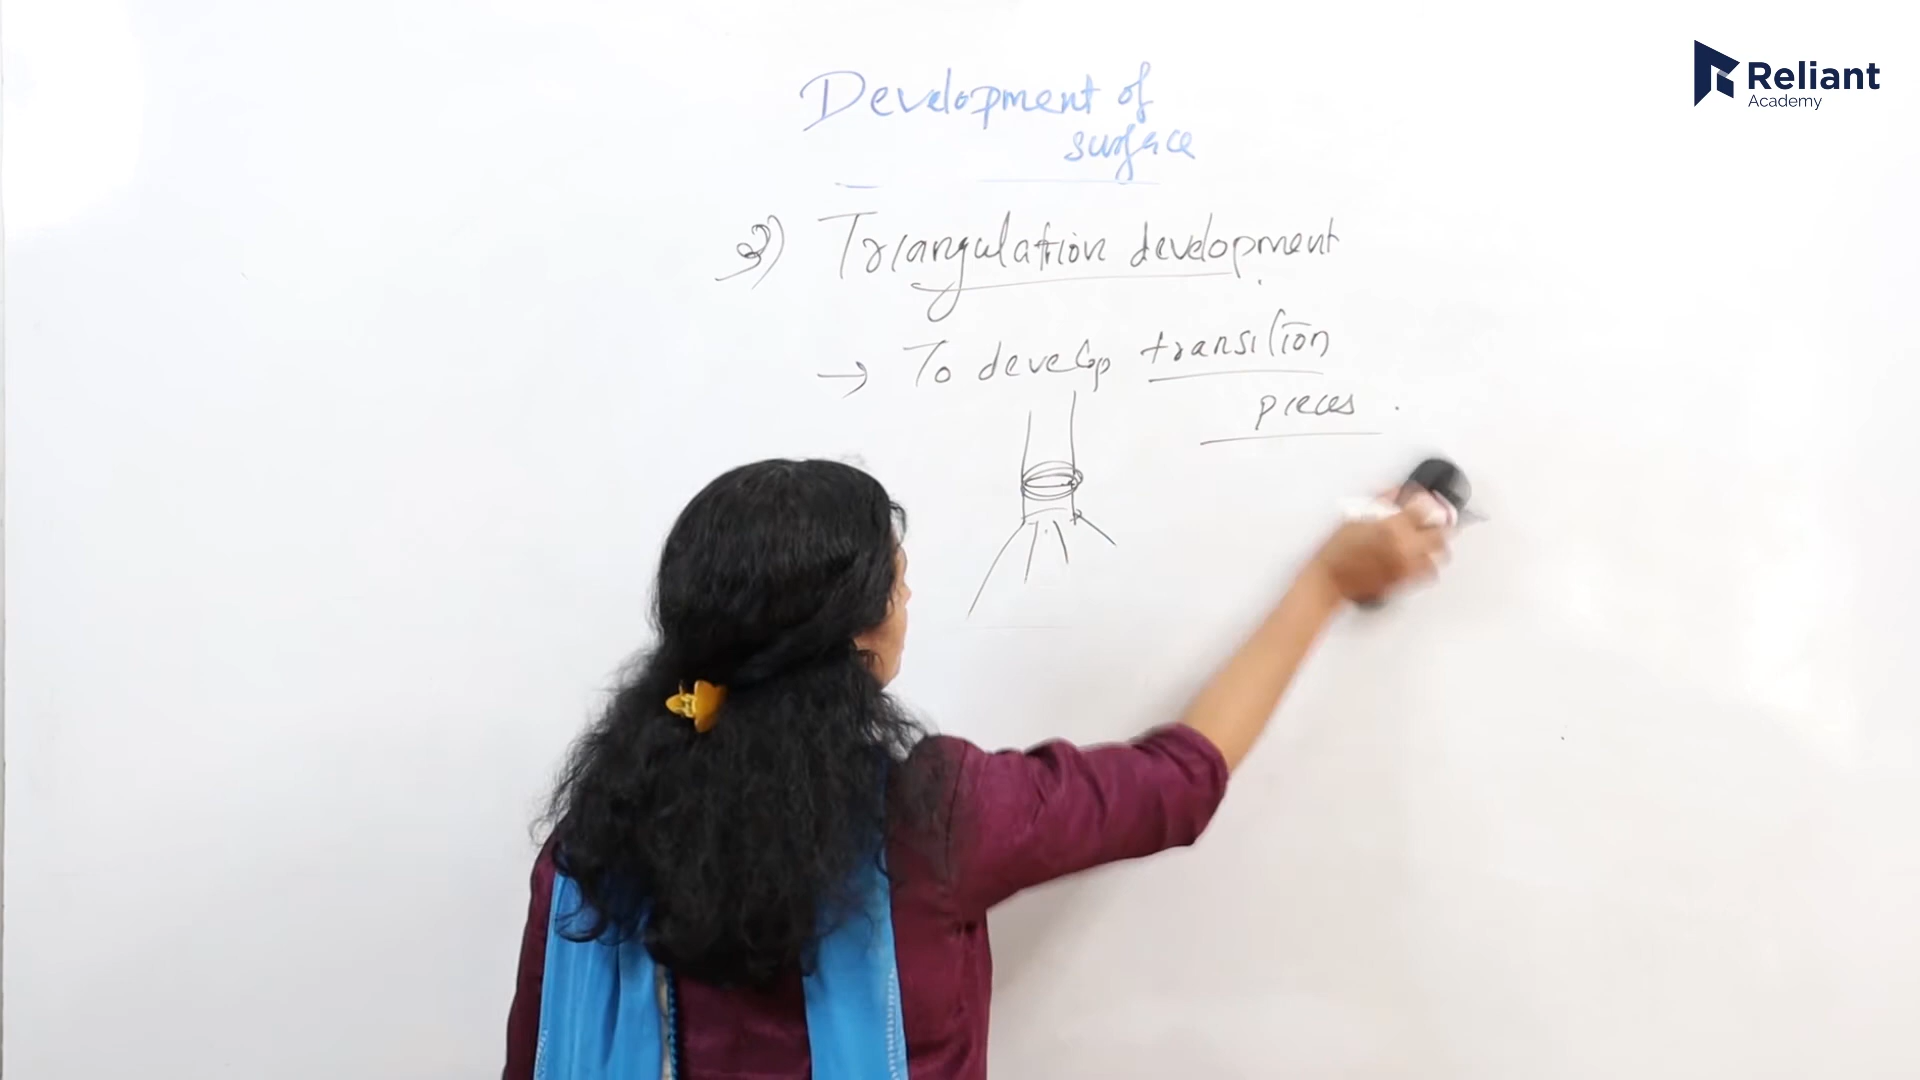 Reliant
Academy
Development of
surface
3) Triangulation development
→ To develop transition
pieces.